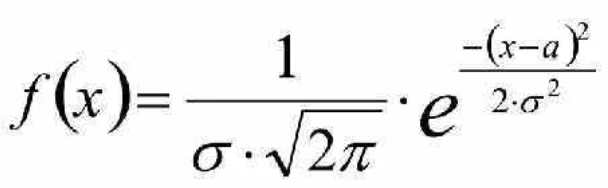 f(x)= 1/(σ·√(2π)) · e^(-(x-a)²/(2·σ²))